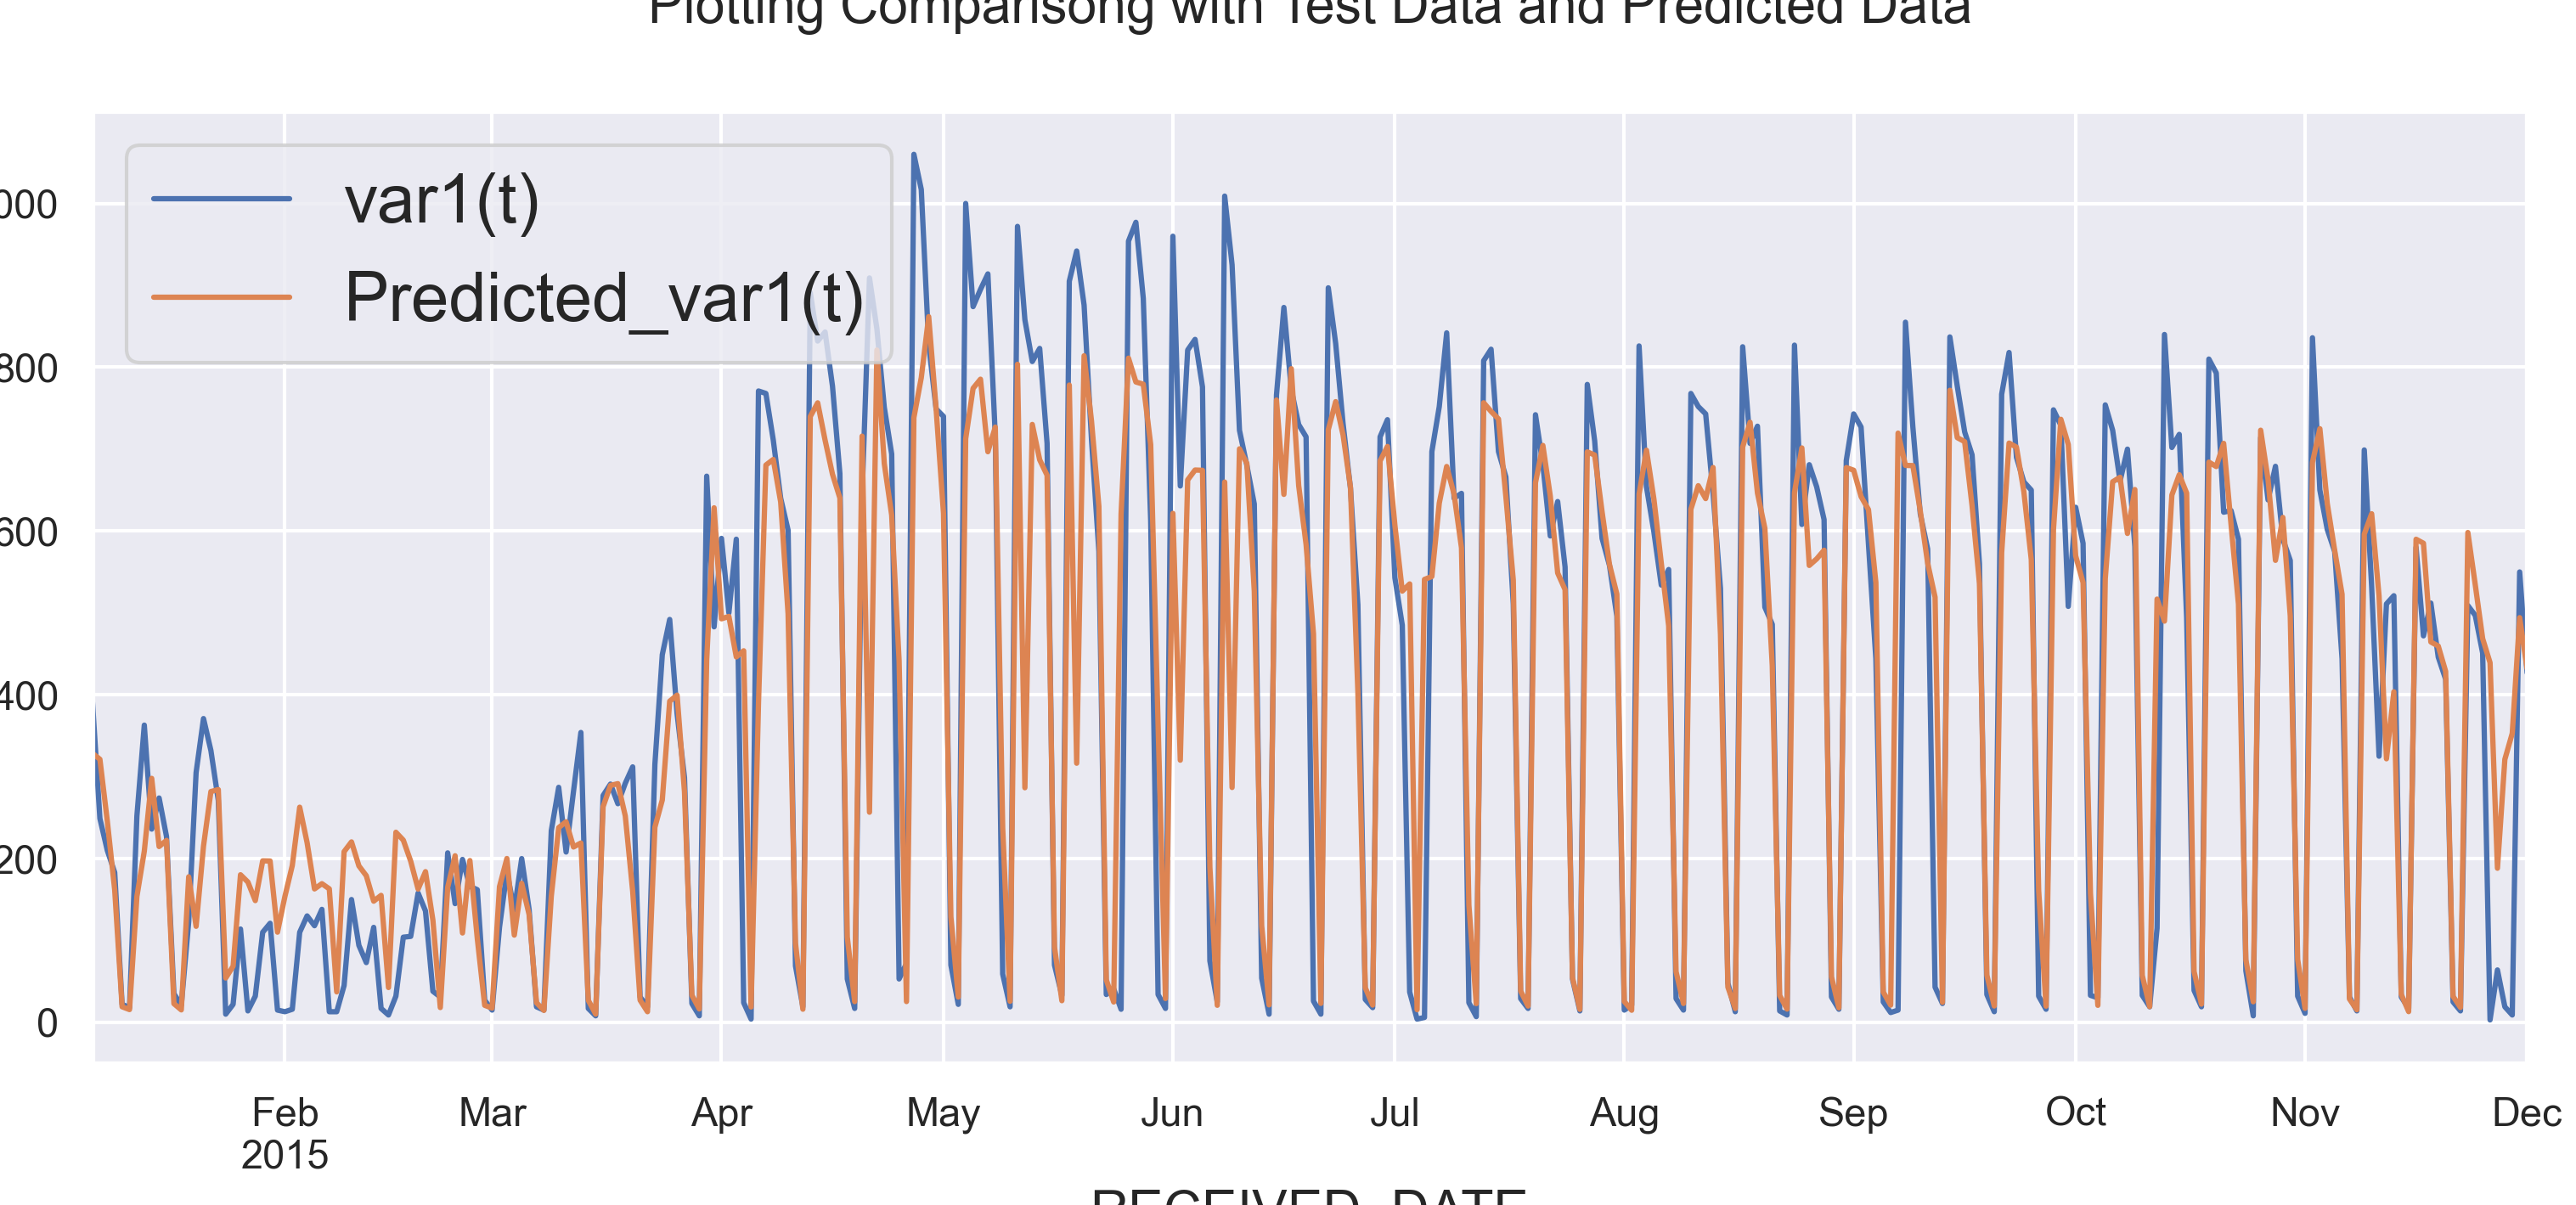 Plotting Comparisong with Test Data and Predicted Data
var1(t)
Predicted_var1(t)
000
800
600
400
200
0
Feb
Mar
Apr
May
Jun
Jul
Aug
Sep
Oct
Nov
Dec
2015
RECEIVED_DATE